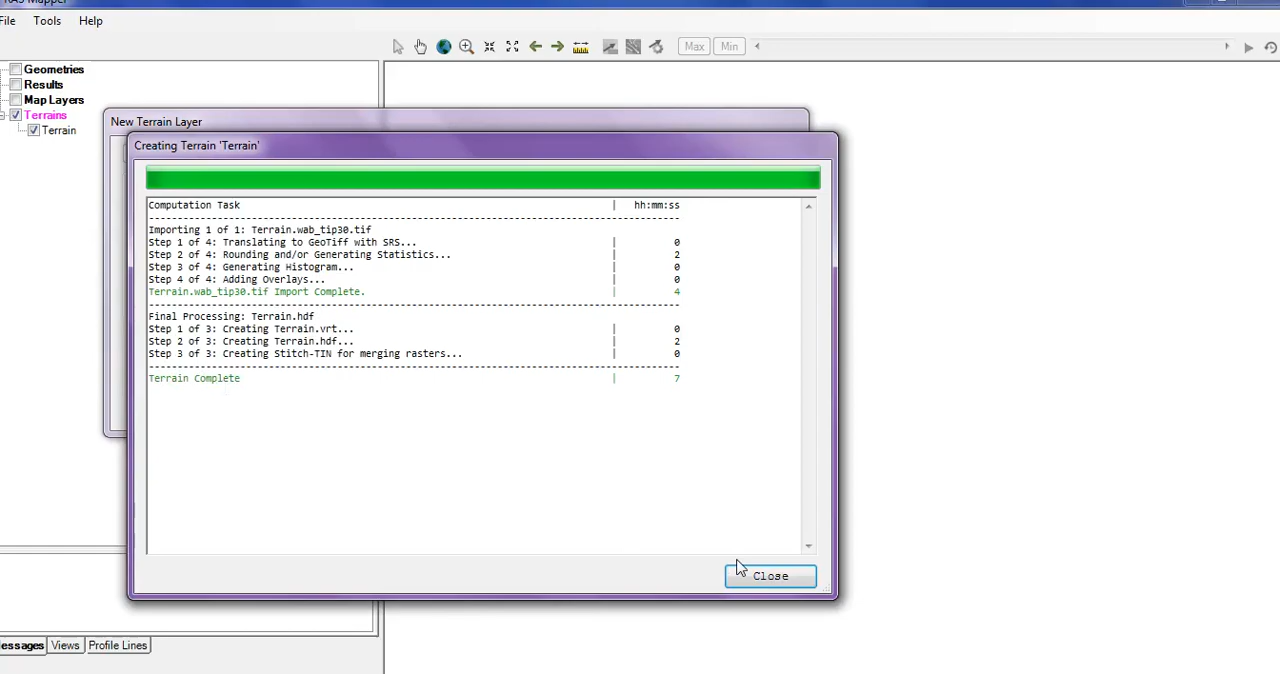 RAS Mapper
File Tools Help
Max Min
Geometries
Results
Map Layers
Terrains
Terrain
New Terrain Layer
Creating Terrain 'Terrain'
Computation Task | hh:mm:ss
Importing 1 of 1: Terrain.wab_tip30.tif
Step 1 of 4: Translating to GeoTiff with SRS... | 0
Step 2 of 4: Rounding and/or Generating Statistics... | 2
Step 3 of 4: Generating Histogram... | 0
Step 4 of 4: Adding Overlays... | 0
Terrain.wab_tip30.tif Import Complete. | 4
Final Processing: Terrain.hdf
Step 1 of 3: Creating Terrain.vrt... | 0
Step 2 of 3: Creating Terrain.hdf... | 2
Step 3 of 3: Creating Stitch-TIN for merging rasters... | 0
Terrain Complete | 7
Close
essages Views Profile Lines